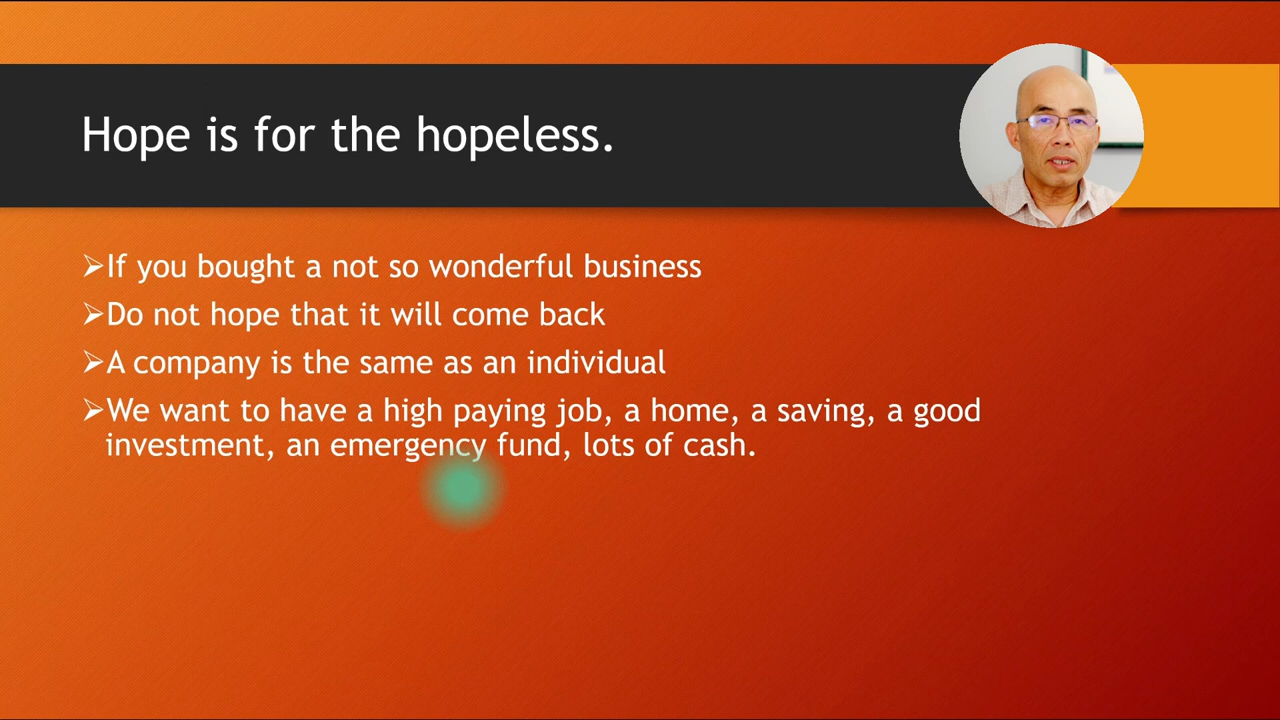 Hope is for the hopeless.
➢If you bought a not so wonderful business
➢Do not hope that it will come back
➢A company is the same as an individual
➢We want to have a high paying job, a home, a saving, a good
investment, an emergency fund, lots of cash.